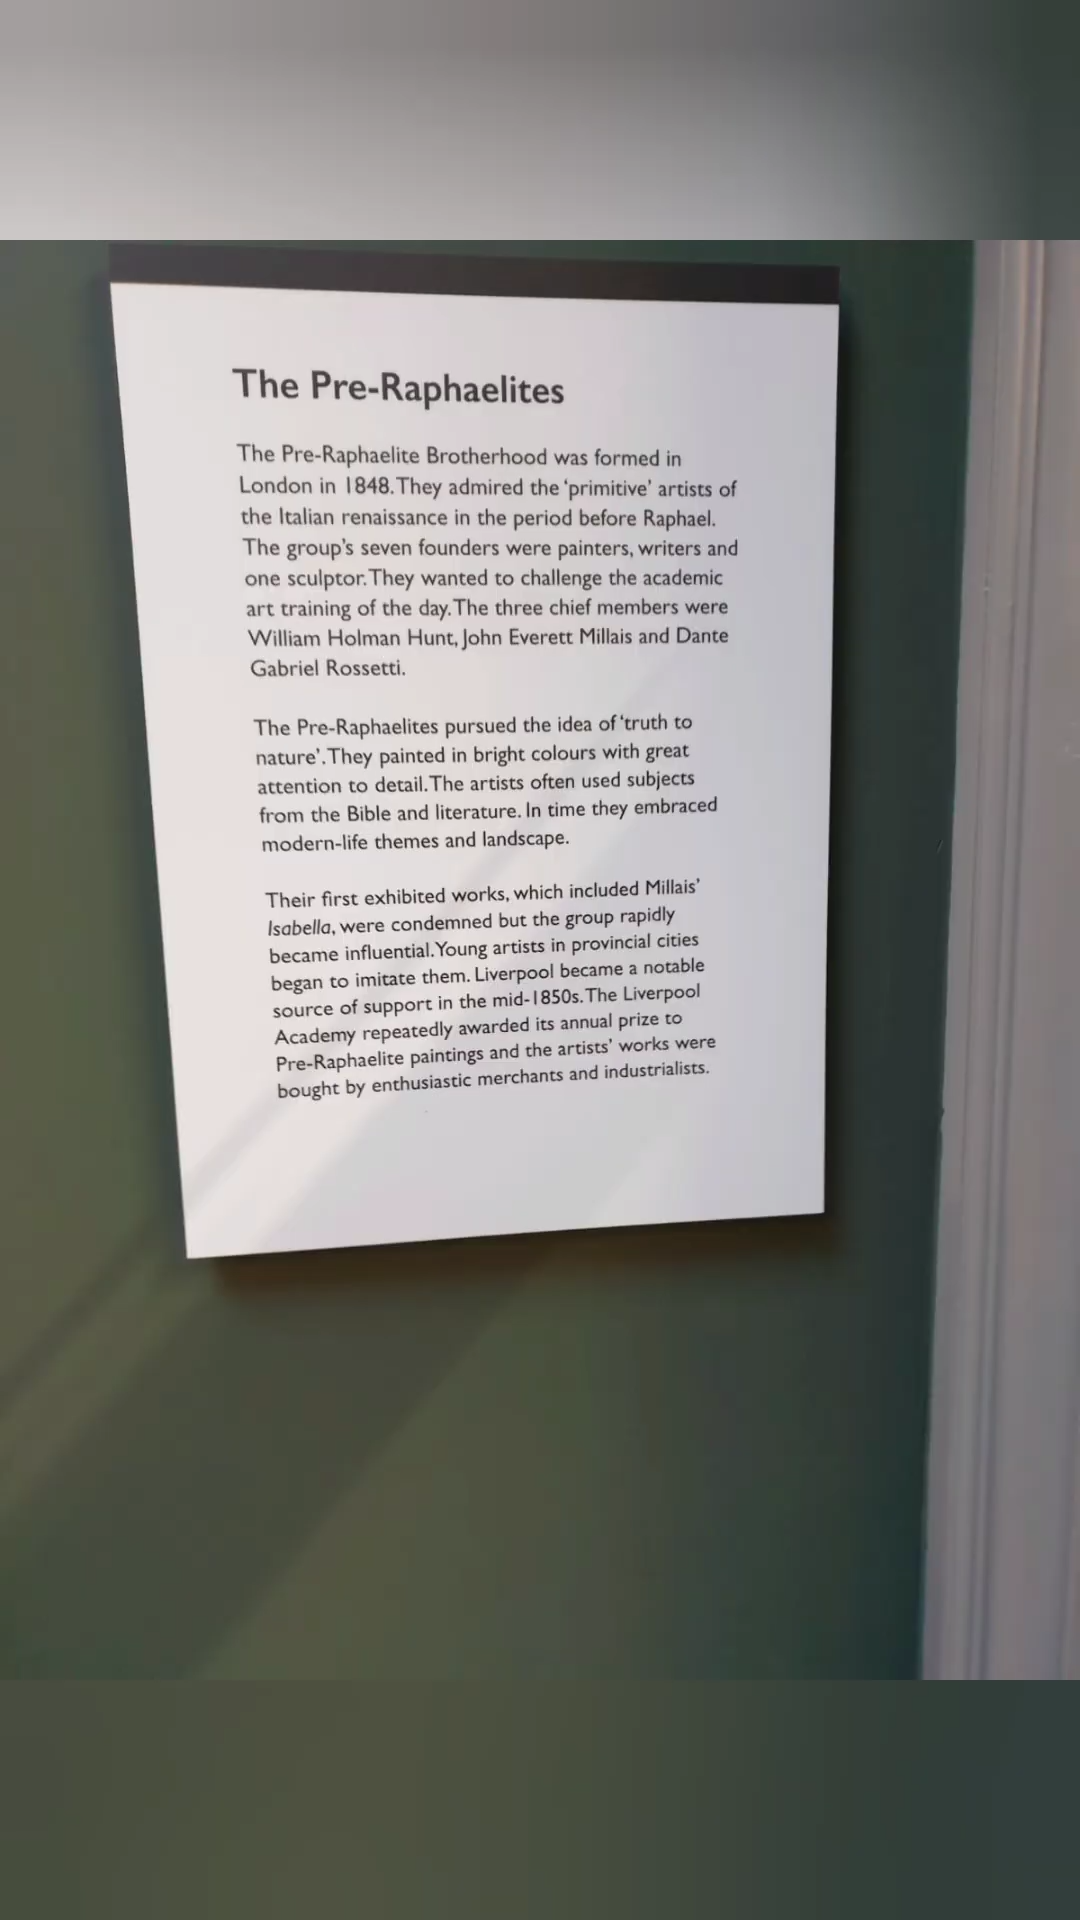 The Pre-Raphaelites
The Pre-Raphaelite Brotherhood was formed in
London in 1848. They admired the ‘primitive’ artists of
the Italian renaissance in the period before Raphael.
The group’s seven founders were painters, writers and
one sculptor. They wanted to challenge the academic
art training of the day. The three chief members were
William Holman Hunt, John Everett Millais and Dante
Gabriel Rossetti.
The Pre-Raphaelites pursued the idea of ‘truth to
nature’. They painted in bright colours with great
attention to detail. The artists often used subjects
from the Bible and literature. In time they embraced
modern-life themes and landscape.
Their first exhibited works, which included Millais’
Isabella, were condemned but the group rapidly
became influential. Young artists in provincial cities
began to imitate them. Liverpool became a notable
source of support in the mid-1850s. The Liverpool
Academy repeatedly awarded its annual prize to
Pre-Raphaelite paintings and the artists’ works were
bought by enthusiastic merchants and industrialists.